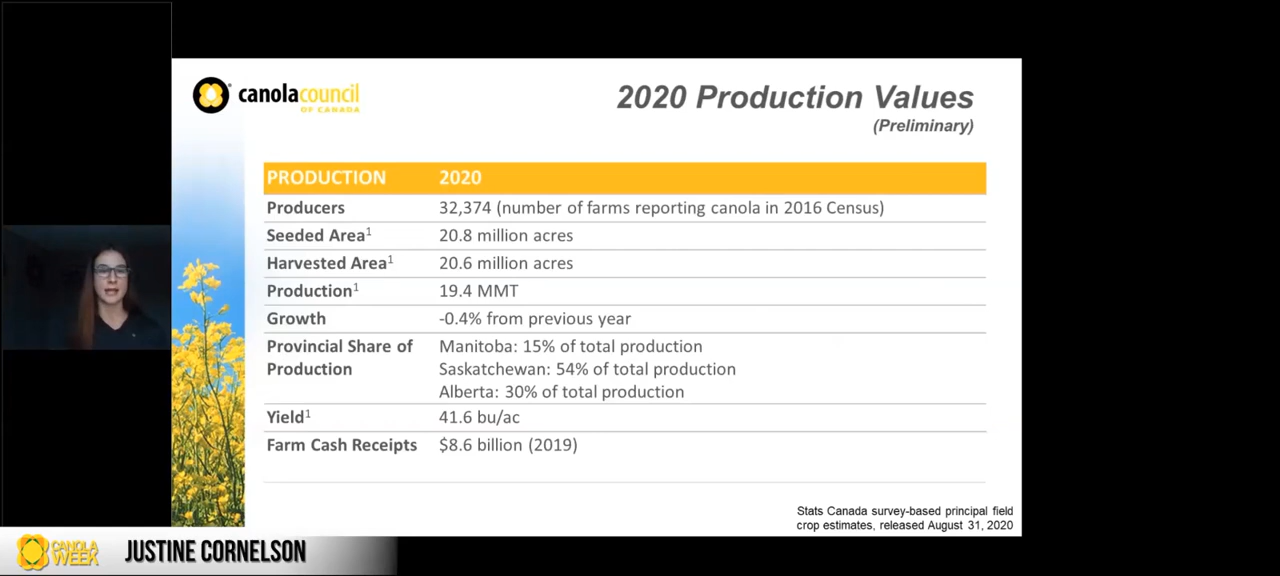 canolacouncil
OF CANADA
2020 Production Values
(Preliminary)
PRODUCTION 2020
Producers 32,374 (number of farms reporting canola in 2016 Census)
Seeded Area¹ 20.8 million acres
Harvested Area¹ 20.6 million acres
Production¹ 19.4 MMT
Growth -0.4% from previous year
Provincial Share of Manitoba: 15% of total production
Production Saskatchewan: 54% of total production
Alberta: 30% of total production
Yield¹ 41.6 bu/ac
Farm Cash Receipts $8.6 billion (2019)
Stats Canada survey-based principal field
crop estimates, released August 31, 2020
CANOLA
WEEK
JUSTINE CORNELSON